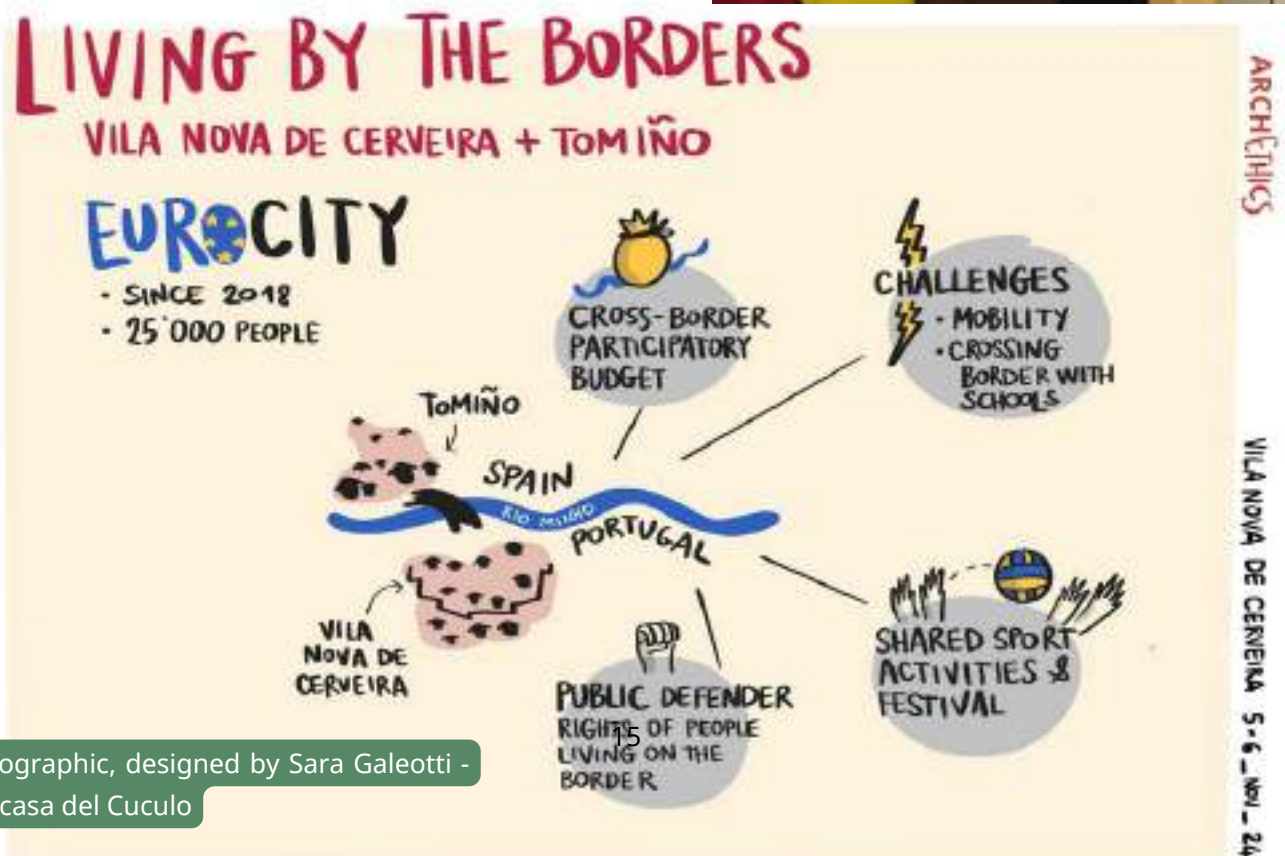 LIVING BY THE BORDERS
VILA NOVA DE CERVEIRA + TOMIÑO
EUROCITY
· SINCE 2018
· 25'000 PEOPLE
CROSS-BORDER
PARTICIPATORY
BUDGET
CHALLENGES
· MOBILITY
· CROSSING
BORDER WITH
SCHOOLS
TOMIÑO
SPAIN
RIO MINHO
PORTUGAL
VILA
NOVA DE
CERVEIRA
PUBLIC DEFENDER
RIGHTS OF PEOPLE
LIVING ON THE
BORDER
SHARED SPORT
ACTIVITIES &
FESTIVAL
15
ographic, designed by Sara Galeotti -
casa del Cuculo
ARCHETHICS
VILA NOVA DE CERVEIRA 5-6_NOV_24